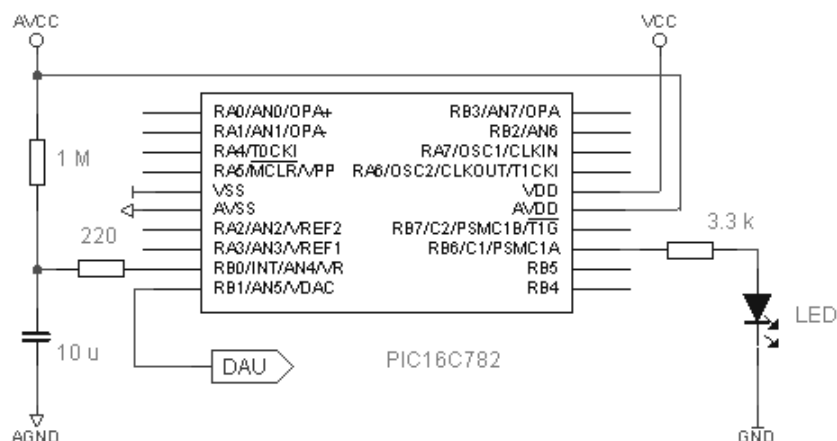 AVCC
VCC
RA0/AN0/OPA+
RB3/AN7/OPA
RA1/AN1/OPA-
RB2/AN6
RA4/T0CKI
RA7/OSC1/CLKIN
1 M
RA5/MCLR/VPP
RA6/OSC2/CLKOUT/T1CKI
VSS
VDD
AVSS
AVDD
220
RA2/AN2/VREF2
RB7/C2/PSMC1B/T1G
3.3 k
RA3/AN3/VREF1
RB6/C1/PSMC1A
RB0/INT/AN4/VR
RB5
RB1/AN5/VDAC
RB4
LED
10 u
DAU
PIC16C782
AGND
GND